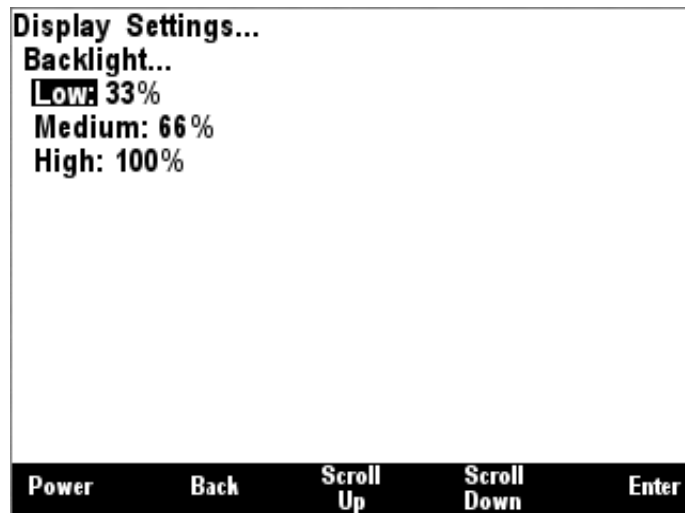 Display Settings...
Backlight...
Low: 33%
Medium: 66%
High: 100%
Power Back Scroll Up Scroll Down Enter